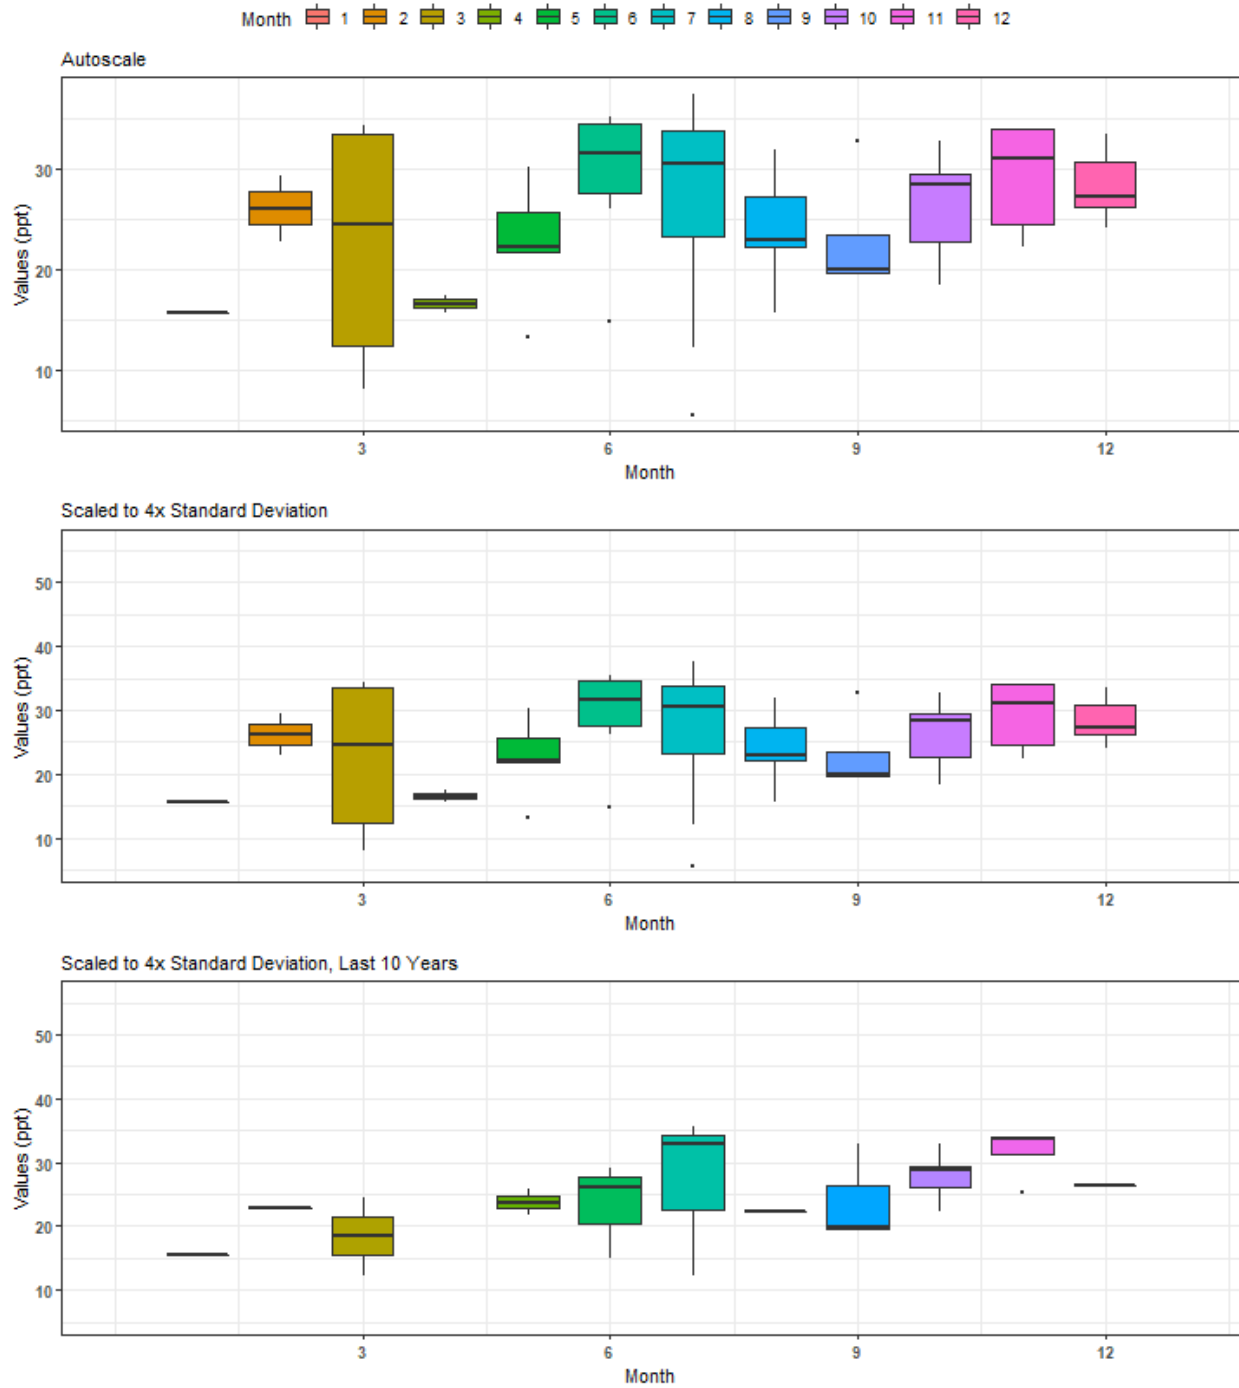 Month 1 2 3 4 5 6 7 8 9 10 11 12
Autoscale
Values (ppt)
30
20
10
3 6 9 12
Month
Scaled to 4x Standard Deviation
Values (ppt)
50
40
30
20
10
3 6 9 12
Month
Scaled to 4x Standard Deviation, Last 10 Years
Values (ppt)
50
40
30
20
10
3 6 9 12
Month